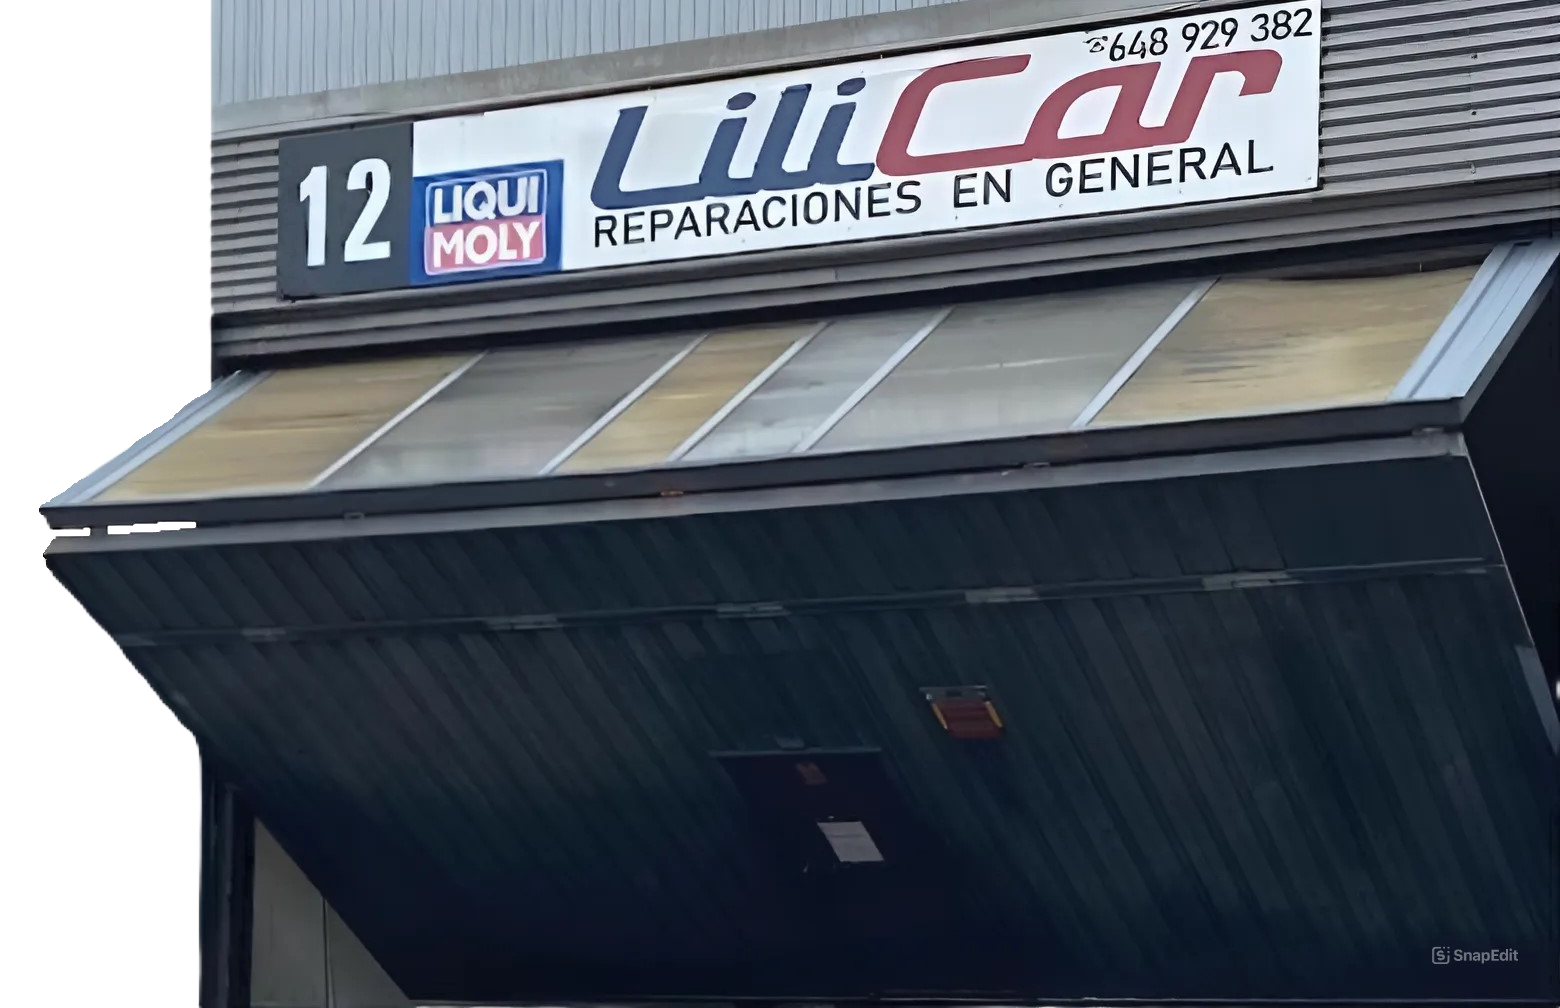 648 929 382
12
LIQUI
MOLY
LiliCar
REPARACIONES EN GENERAL
SnapEdit